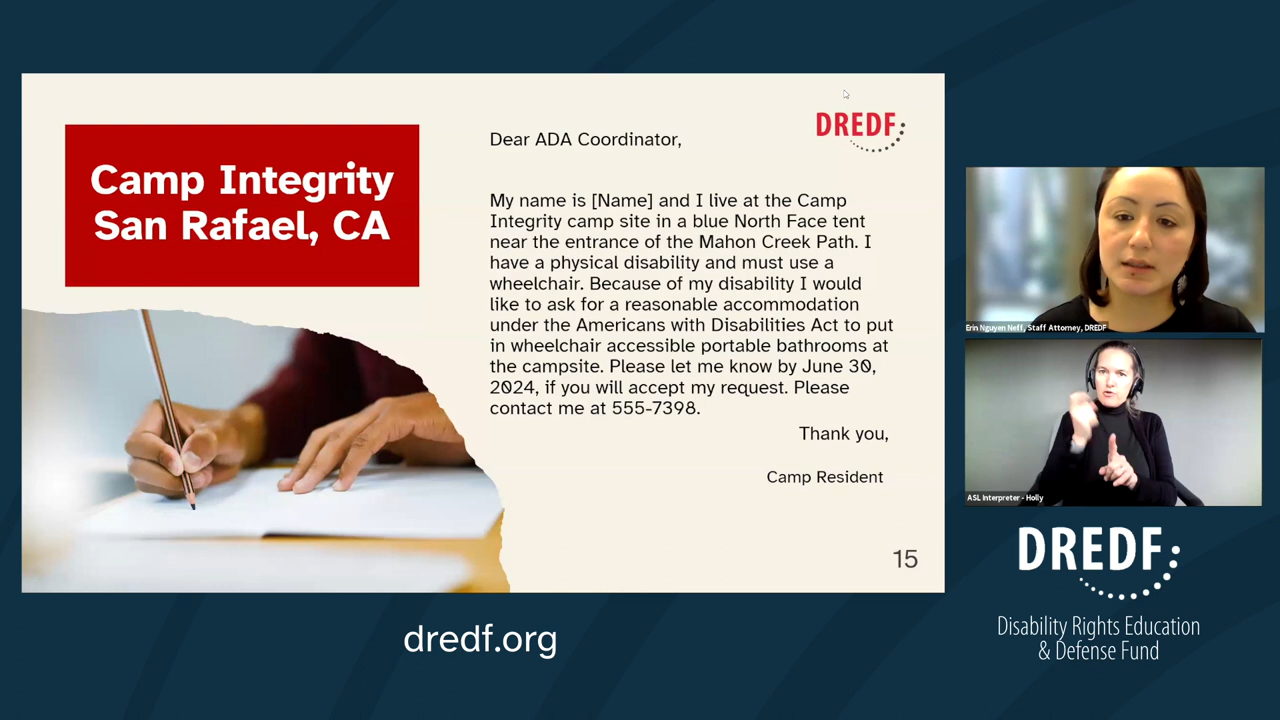 Camp Integrity
San Rafael, CA
DREDF
Dear ADA Coordinator,
My name is [Name] and I live at the Camp
Integrity camp site in a blue North Face tent
near the entrance of the Mahon Creek Path. I
have a physical disability and must use a
wheelchair. Because of my disability I would
like to ask for a reasonable accommodation
under the Americans with Disabilities Act to put
in wheelchair accessible portable bathrooms at
the campsite. Please let me know by June 30,
2024, if you will accept my request. Please
contact me at 555-7398.
Thank you,
Camp Resident
15
Erin Nguyen Neff, Staff Attorney, DREDF
ASL Interpreter - Holly
DREDF
Disability Rights Education
& Defense Fund
dredf.org